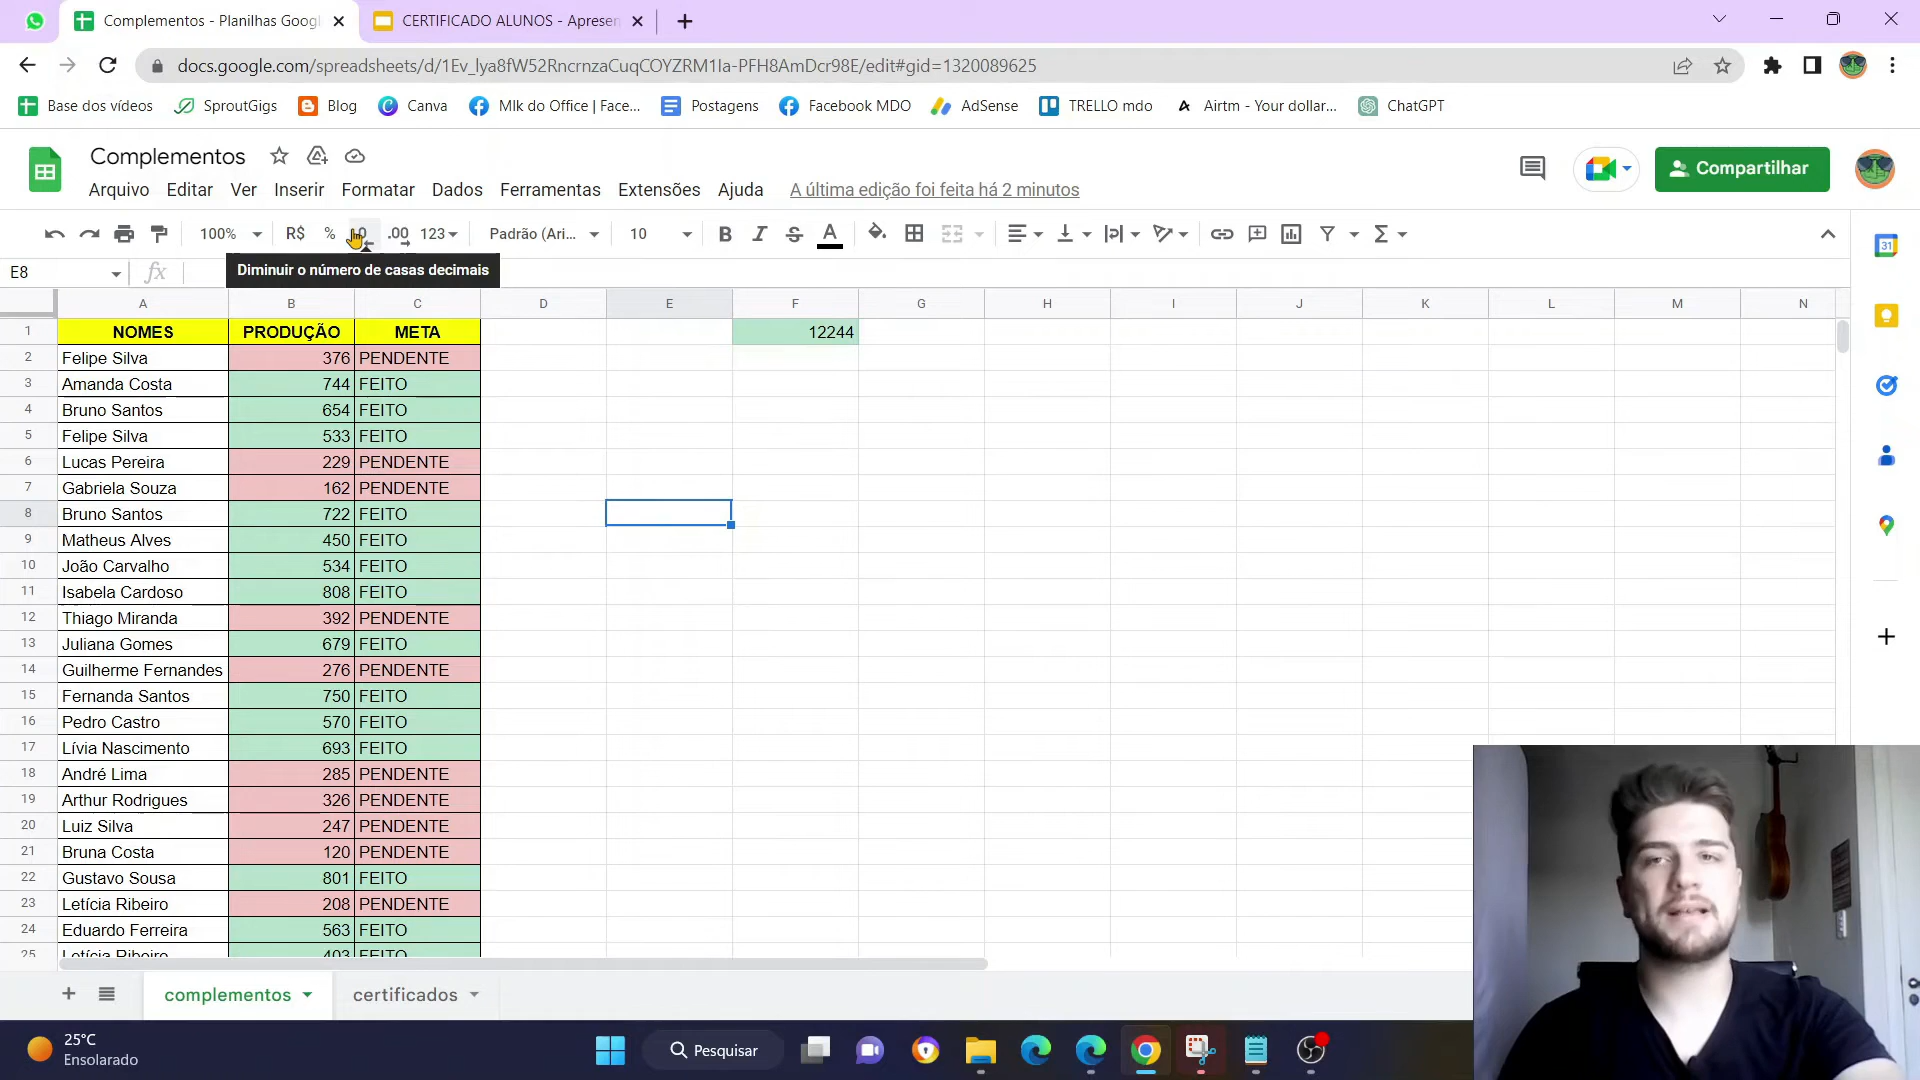 Complementos - Planilhas Googl
CERTIFICADO ALUNOS - Apresen
docs.google.com/spreadsheets/d/1Ev_lya8fW52RncrnzaCuqCOYZRM1Ia-PFH8AmDcr98E/edit#gid=1320089625
Base dos vídeos
SproutGigs
Blog
Canva
Mlk do Office | Face...
Postagens
Facebook MDO
AdSense
TRELLO mdo
Airtm - Your dollar...
ChatGPT
Complementos
Compartilhar
Arquivo Editar Ver Inserir Formatar Dados Ferramentas Extensões Ajuda A última edição foi feita há 2 minutos
100% R$ % .0 .00 123 Padrão (Ari... 10 B I S A Σ
31
E8 fx
Diminuir o número de casas decimais
A B C D E F G H I J K L M N
1 NOMES PRODUÇÃO META 12244
2 Felipe Silva 376 PENDENTE
3 Amanda Costa 744 FEITO
4 Bruno Santos 654 FEITO
5 Felipe Silva 533 FEITO
6 Lucas Pereira 229 PENDENTE
7 Gabriela Souza 162 PENDENTE
8 Bruno Santos 722 FEITO
9 Matheus Alves 450 FEITO
10 João Carvalho 534 FEITO
11 Isabela Cardoso 808 FEITO
12 Thiago Miranda 392 PENDENTE
13 Juliana Gomes 679 FEITO
14 Guilherme Fernandes 276 PENDENTE
15 Fernanda Santos 750 FEITO
16 Pedro Castro 570 FEITO
17 Lívia Nascimento 693 FEITO
18 André Lima 285 PENDENTE
19 Arthur Rodrigues 326 PENDENTE
20 Luiz Silva 247 PENDENTE
21 Bruna Costa 120 PENDENTE
22 Gustavo Sousa 801 FEITO
23 Letícia Ribeiro 208 PENDENTE
24 Eduardo Ferreira 563 FEITO
25 Letícia Ribeiro 403 FEITO
complementos
certificados
25°C
Ensolarado
Pesquisar